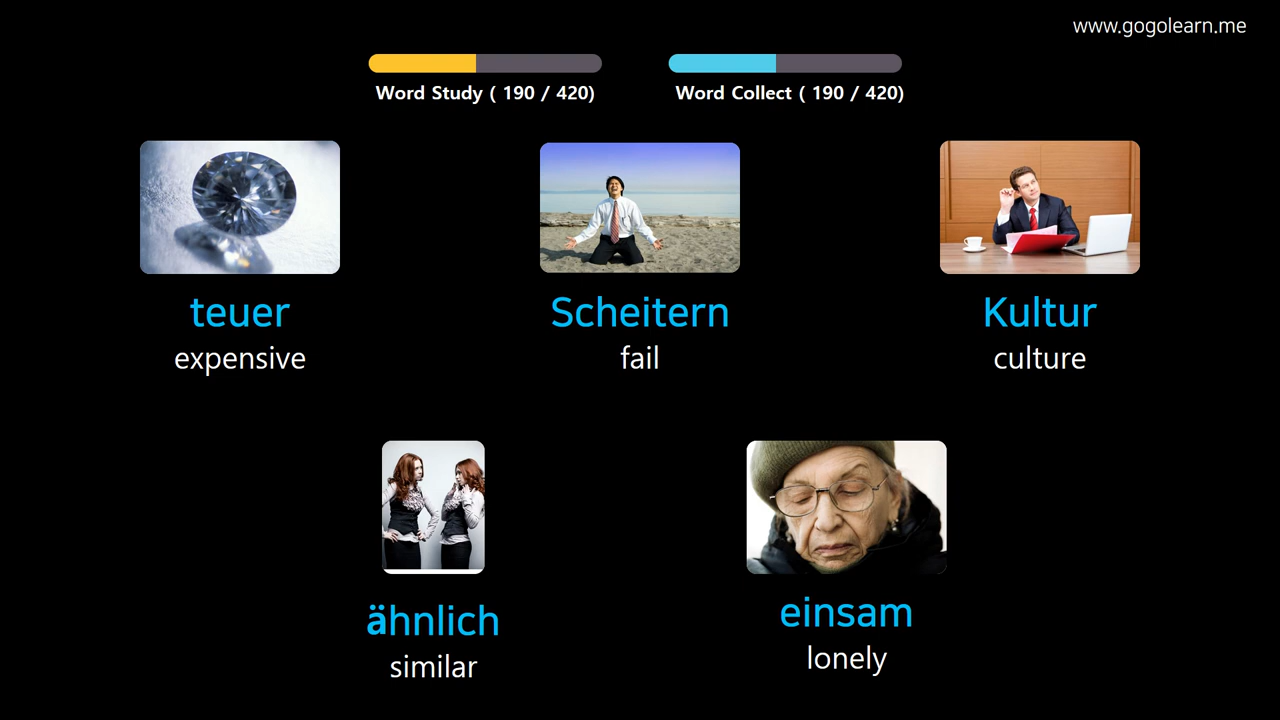 www.gogolearn.me
Word Study ( 190 / 420)
Word Collect ( 190 / 420)
teuer
expensive
Scheitern
fail
Kultur
culture
ähnlich
similar
einsam
lonely